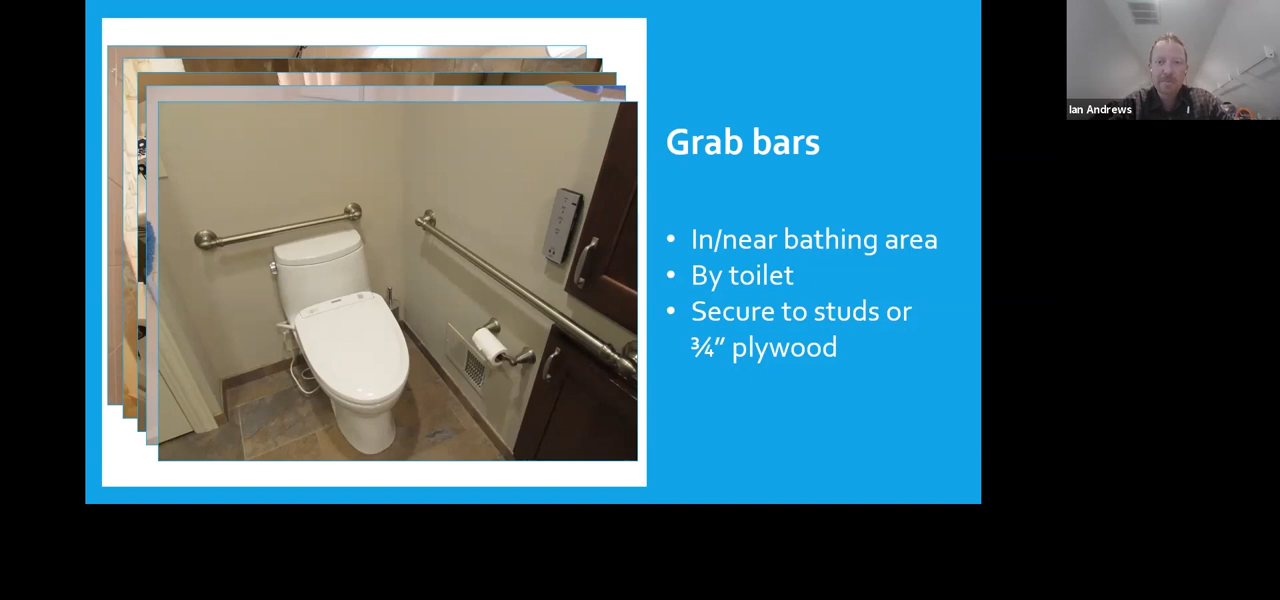 Grab bars
• In/near bathing area
• By toilet
• Secure to studs or
¾” plywood
Ian Andrews